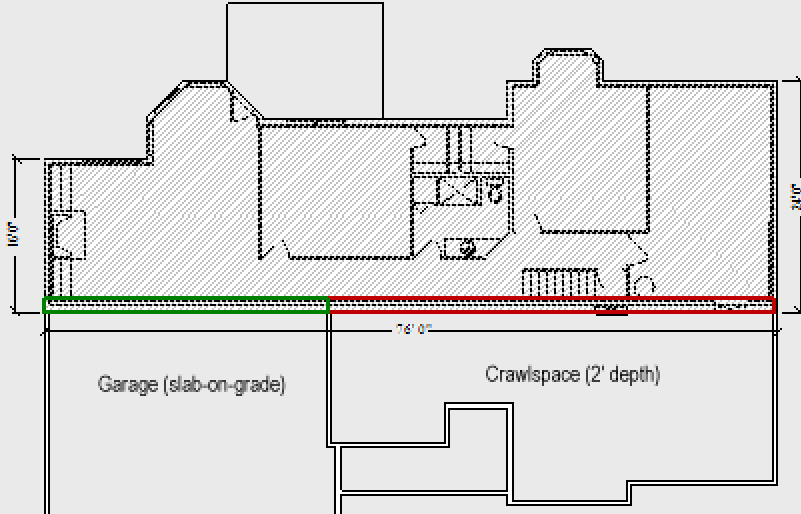 16'0"
24'0"
76' 0"
Garage (slab-on-grade)
Crawlspace (2' depth)